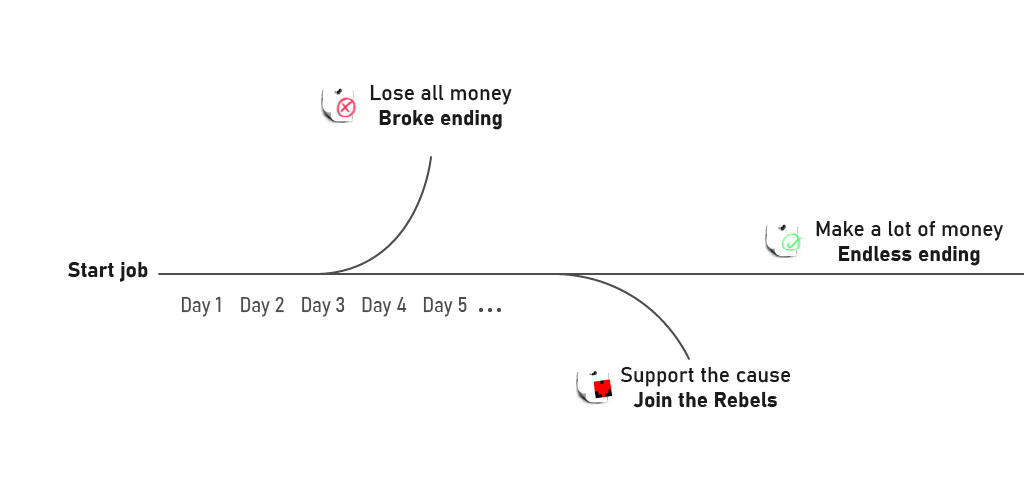 Lose all money
Broke ending
Make a lot of money
Endless ending
Start job
Day 1 Day 2 Day 3 Day 4 Day 5 ...
Support the cause
Join the Rebels